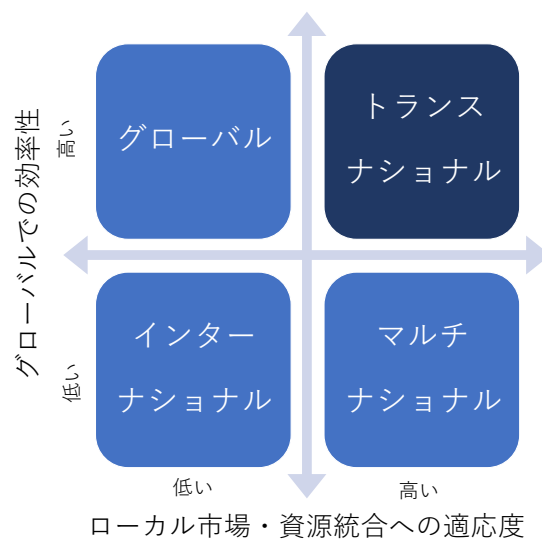 グローバルでの効率性
高い
低い
グローバル
トランス
ナショナル
インター
ナショナル
マルチ
ナショナル
低い
高い
ローカル市場・資源統合への適応度